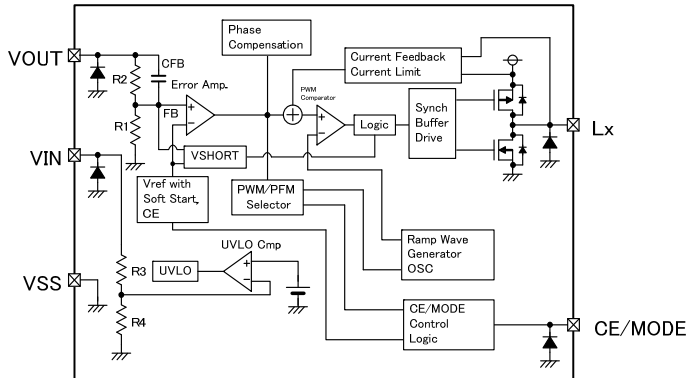 Phase
Compensation
VOUT
CFB
R2
Error Amp.
FB
R1
Current Feedback
Current Limit
PWM
Comparator
Logic
Synch
Buffer
Drive
Lx
VIN
VSHORT
Vref with
Soft Start,
CE
PWM/PFM
Selector
UVLO Cmp
R3
UVLO
Ramp Wave
Generator
OSC
VSS
R4
CE/MODE
Control
Logic
CE/MODE